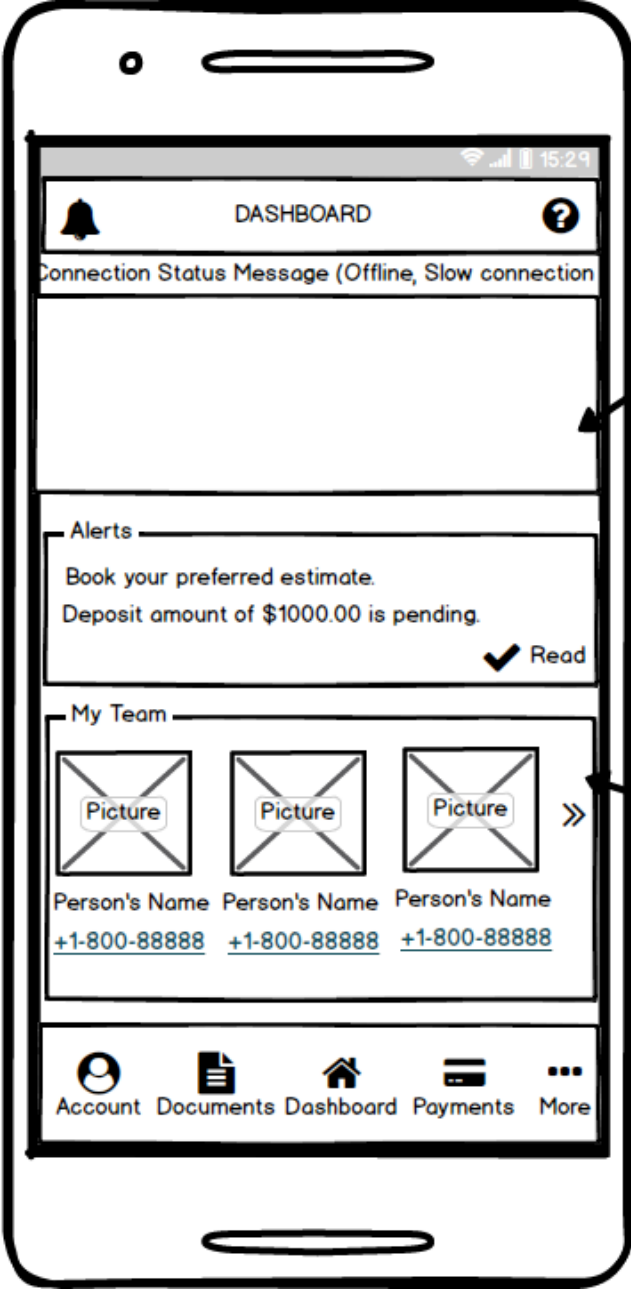 15:29
DASHBOARD
Connection Status Message (Offline, Slow connection
Alerts
Book your preferred estimate.
Deposit amount of $1000.00 is pending.
Read
My Team
Picture Picture Picture
Person's Name Person's Name Person's Name
+1-800-88888 +1-800-88888 +1-800-88888
Account Documents Dashboard Payments More